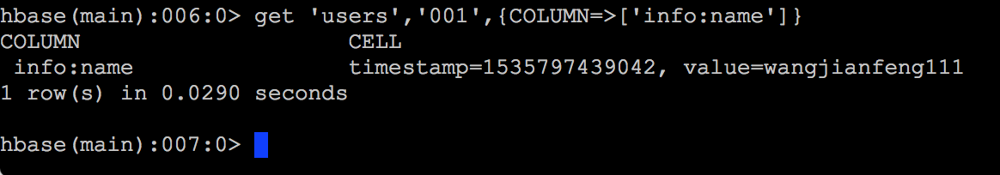 hbase(main):006:0> get 'users','001',{COLUMN=>['info:name']}
COLUMN CELL
info:name timestamp=1535797439042, value=wangjianfeng111
1 row(s) in 0.0290 seconds
hbase(main):007:0>